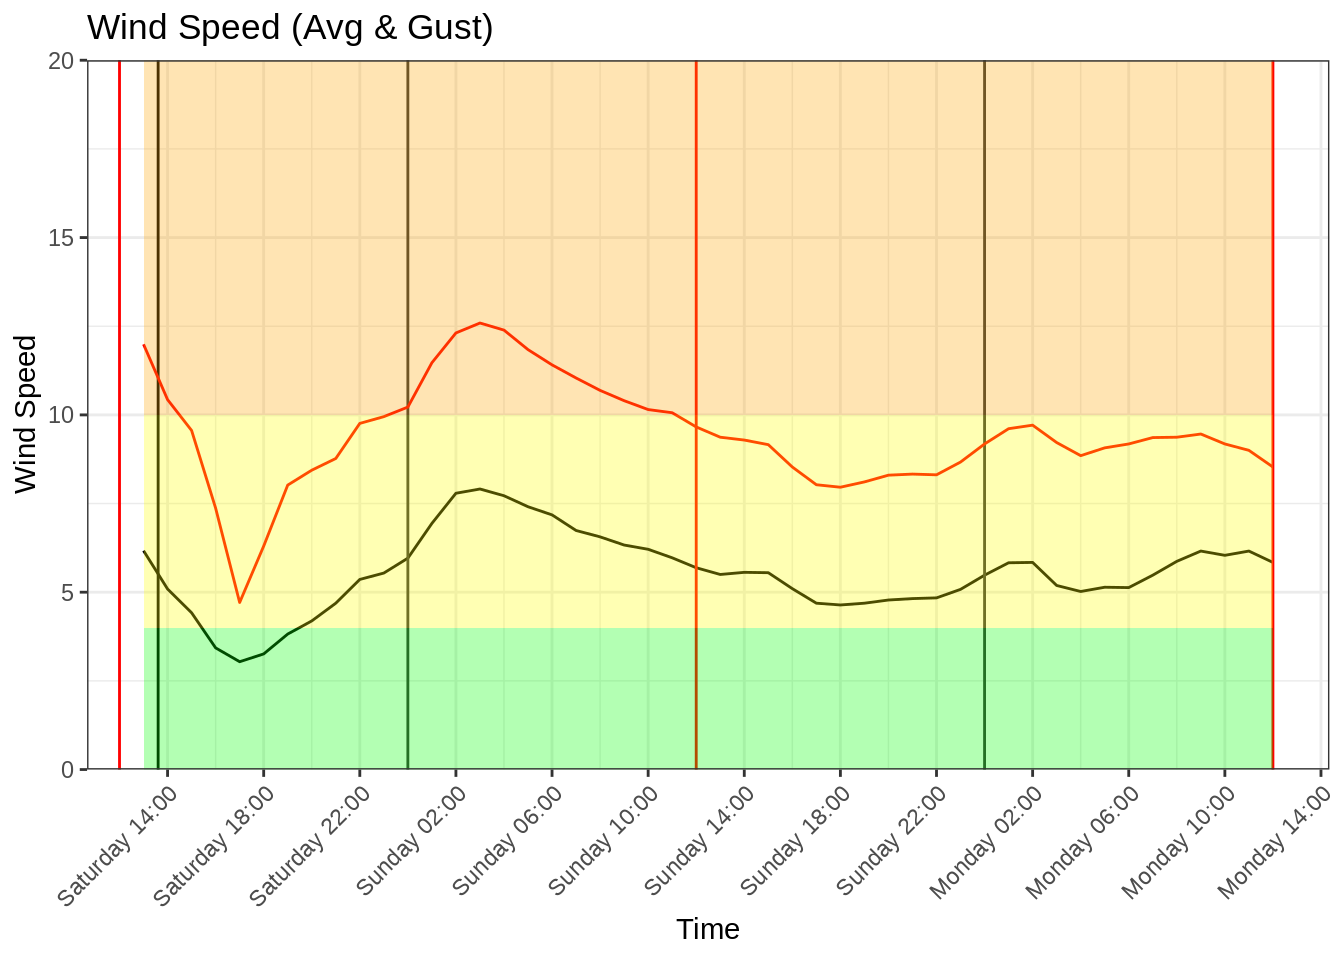 Wind Speed (Avg & Gust)
Wind Speed
20
15
10
5
0
Saturday 14:00
Saturday 18:00
Saturday 22:00
Sunday 02:00
Sunday 06:00
Sunday 10:00
Sunday 14:00
Sunday 18:00
Sunday 22:00
Monday 02:00
Monday 06:00
Monday 10:00
Monday 14:00
Time